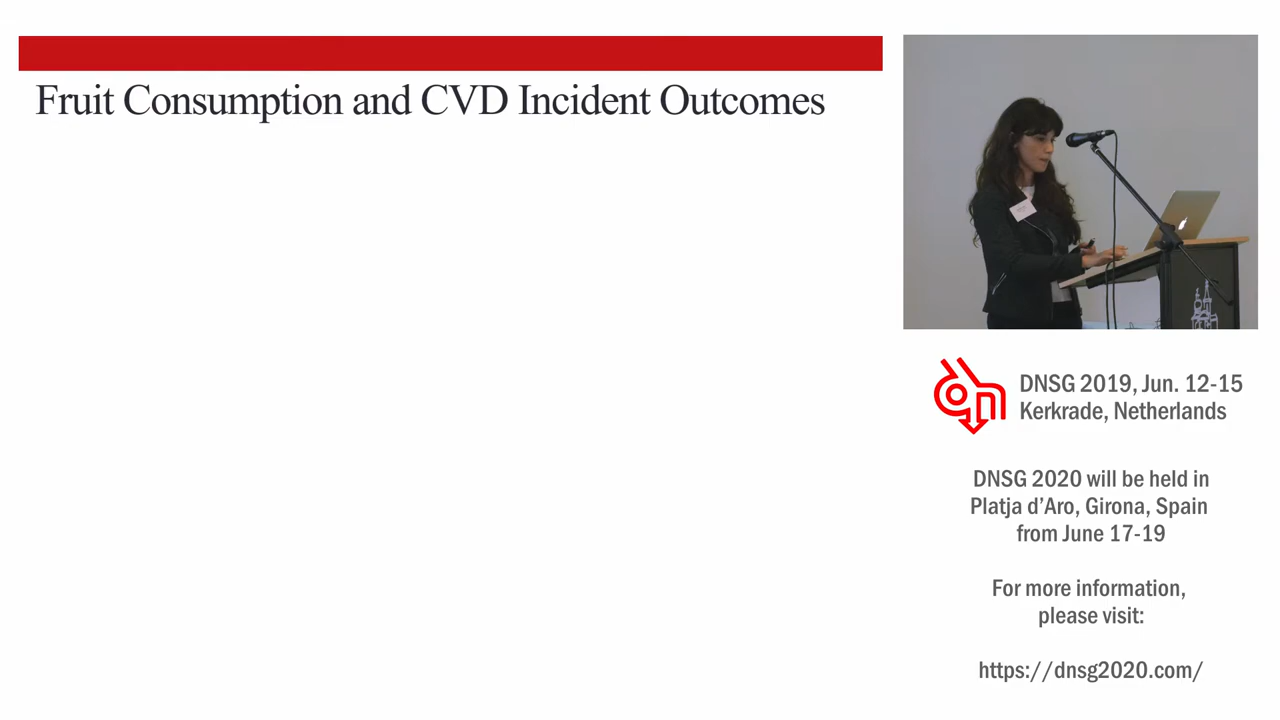 Fruit Consumption and CVD Incident Outcomes
DNSG 2019, Jun. 12-15
Kerkrade, Netherlands
DNSG 2020 will be held in
Platja d’Aro, Girona, Spain
from June 17-19
For more information,
please visit:
https://dnsg2020.com/